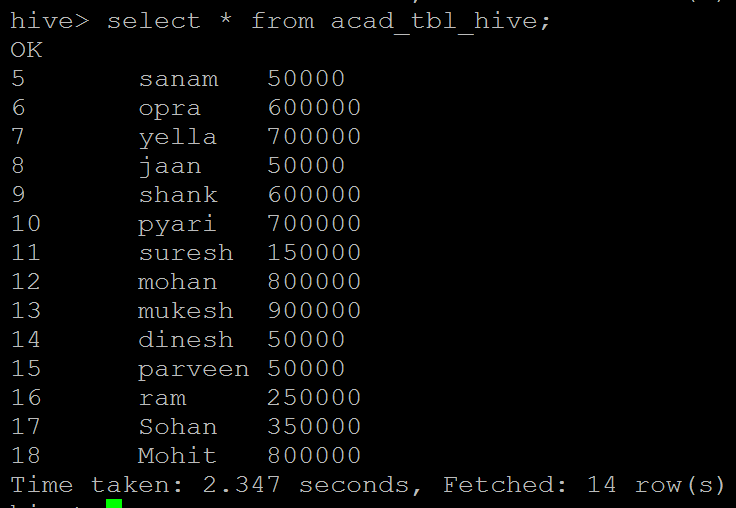 hive> select * from acad_tbl_hive;
OK
5 sanam 50000
6 opra 600000
7 yella 700000
8 jaan 50000
9 shank 600000
10 pyari 700000
11 suresh 150000
12 mohan 800000
13 mukesh 900000
14 dinesh 50000
15 parveen 50000
16 ram 250000
17 Sohan 350000
18 Mohit 800000
Time taken: 2.347 seconds, Fetched: 14 row(s)